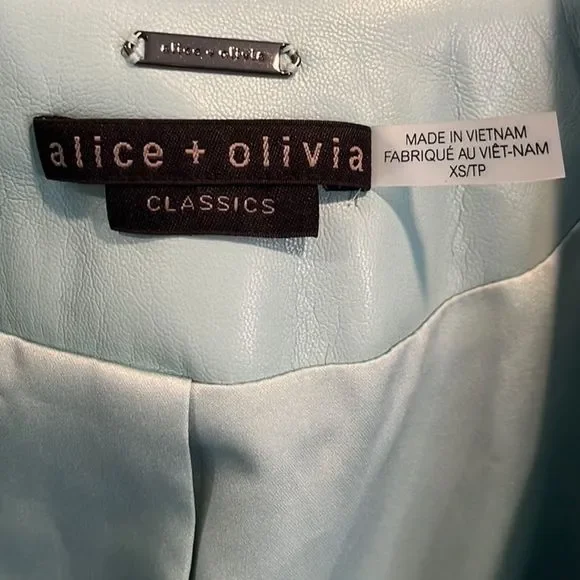 alice + olivia
alice + olivia
CLASSICS
MADE IN VIETNAM
FABRIQUÉ AU VIÊT-NAM
XS/TP